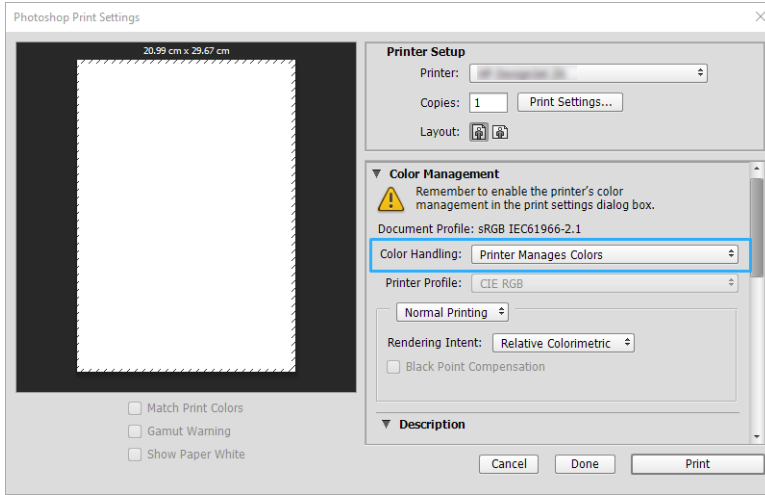 Photoshop Print Settings
20.99 cm x 29.67 cm
Match Print Colors
Gamut Warning
Show Paper White
Printer Setup
Printer:
Copies: 1 Print Settings...
Layout:
Color Management
Remember to enable the printer's color
management in the print settings dialog box.
Document Profile: sRGB IEC61966-2.1
Color Handling: Printer Manages Colors
Printer Profile: CIE RGB
Normal Printing
Rendering Intent: Relative Colorimetric
Black Point Compensation
Description
Cancel Done Print